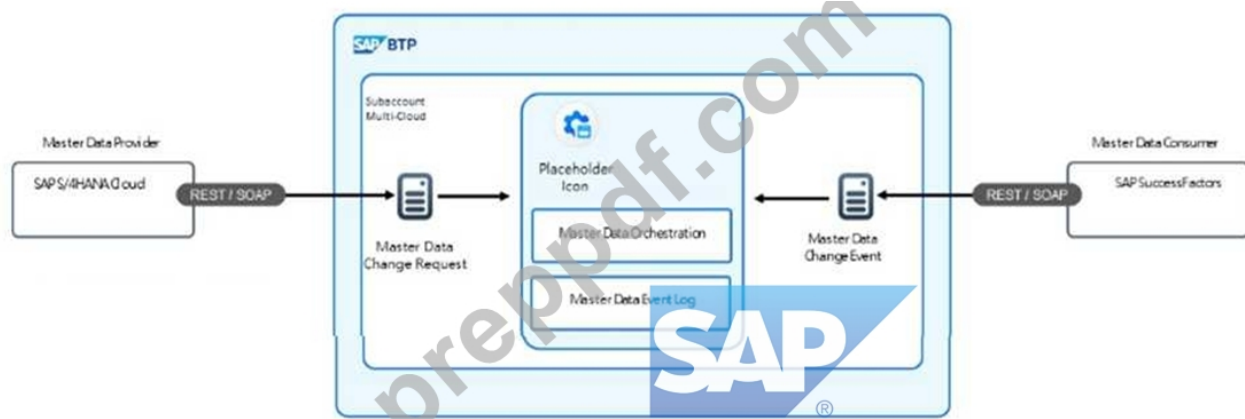 SAP BTP
Subaccount
Multi-Cloud
Master Data Provider
SAP S/4HANA Cloud
REST / SOAP
Master Data
Change Request
Placeholder
Icon
Master Data Orchestration
Master Data Event Log
Master Data
Change Event
REST / SOAP
Master Data Consumer
SAP SuccessFactors
SAP
®
preppdf.com